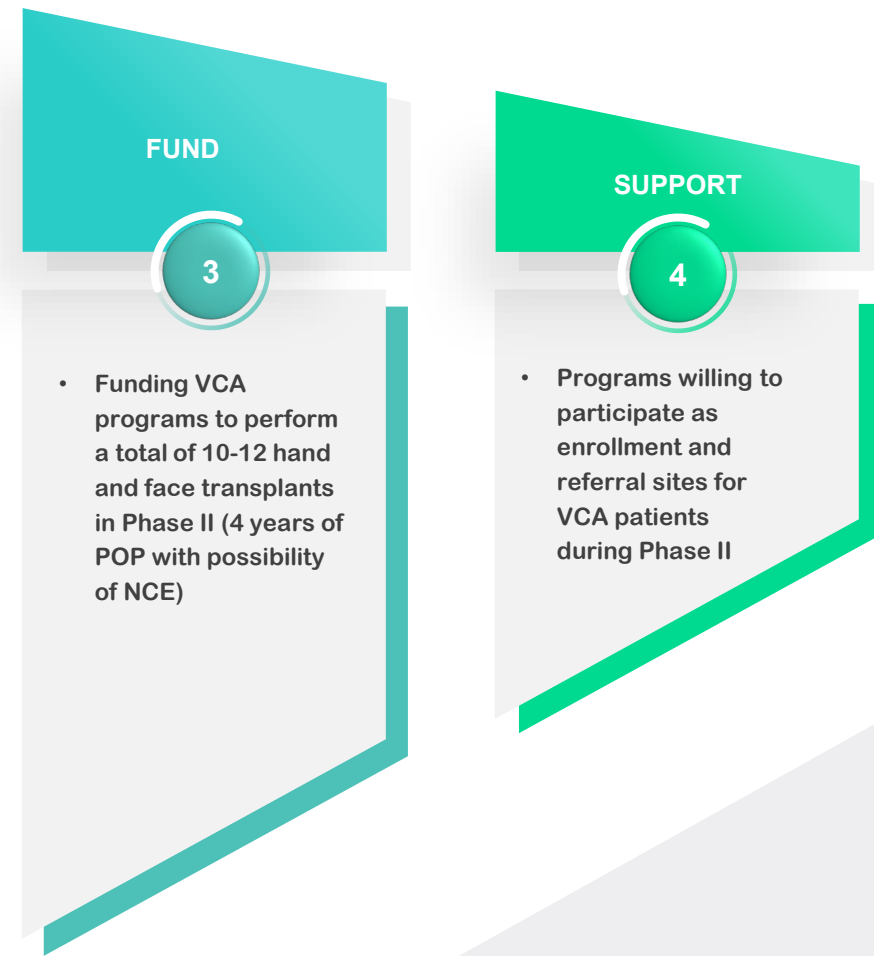 FUND
3
• Funding VCA
programs to perform
a total of 10-12 hand
and face transplants
in Phase II (4 years of
POP with possibility
of NCE)
SUPPORT
4
• Programs willing to
participate as
enrollment and
referral sites for
VCA patients
during Phase II